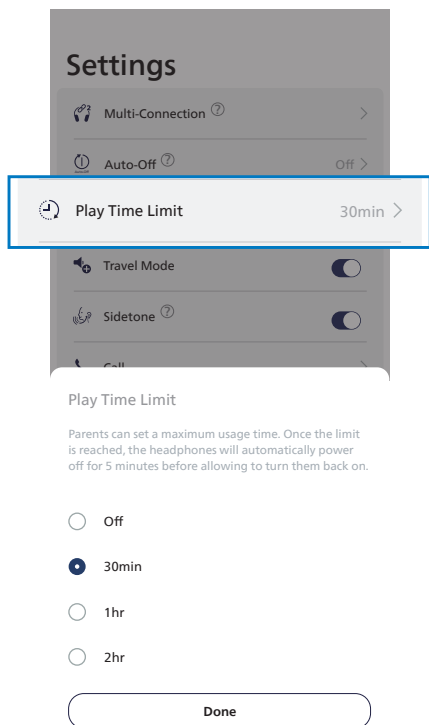 Settings
Multi-Connection ?
Auto-Off ? Off >
Play Time Limit 30min >
Travel Mode
Sidetone ?
Call
Play Time Limit
Parents can set a maximum usage time. Once the limit
is reached, the headphones will automatically power
off for 5 minutes before allowing to turn them back on.
Off
30min
1hr
2hr
Done